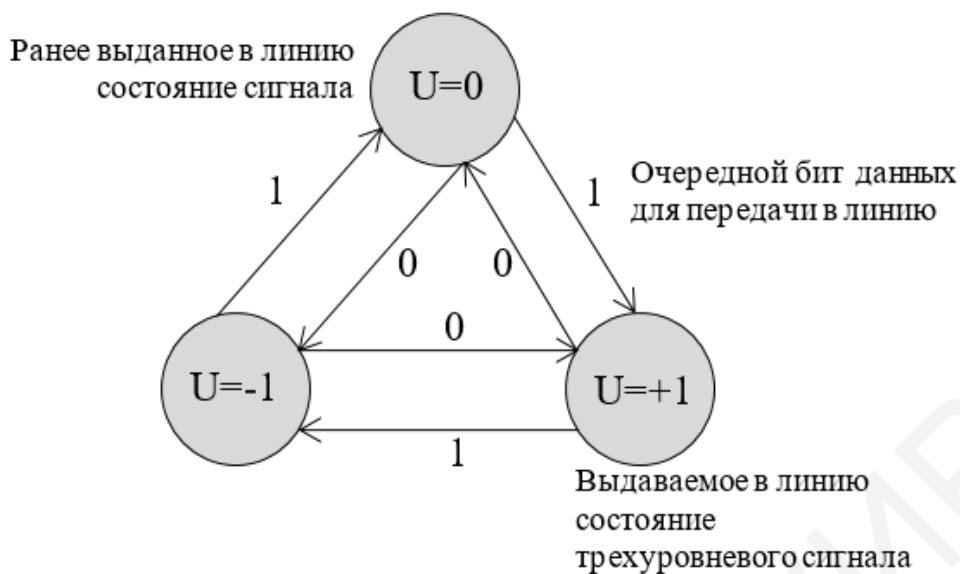 Ранее выданное в линию
состояние сигнала
U=0
1
1
Очередной бит данных
для передачи в линию
0
0
0
U=-1
U=+1
1
Выдаваемое в линию
состояние
трехуровневого сигнала